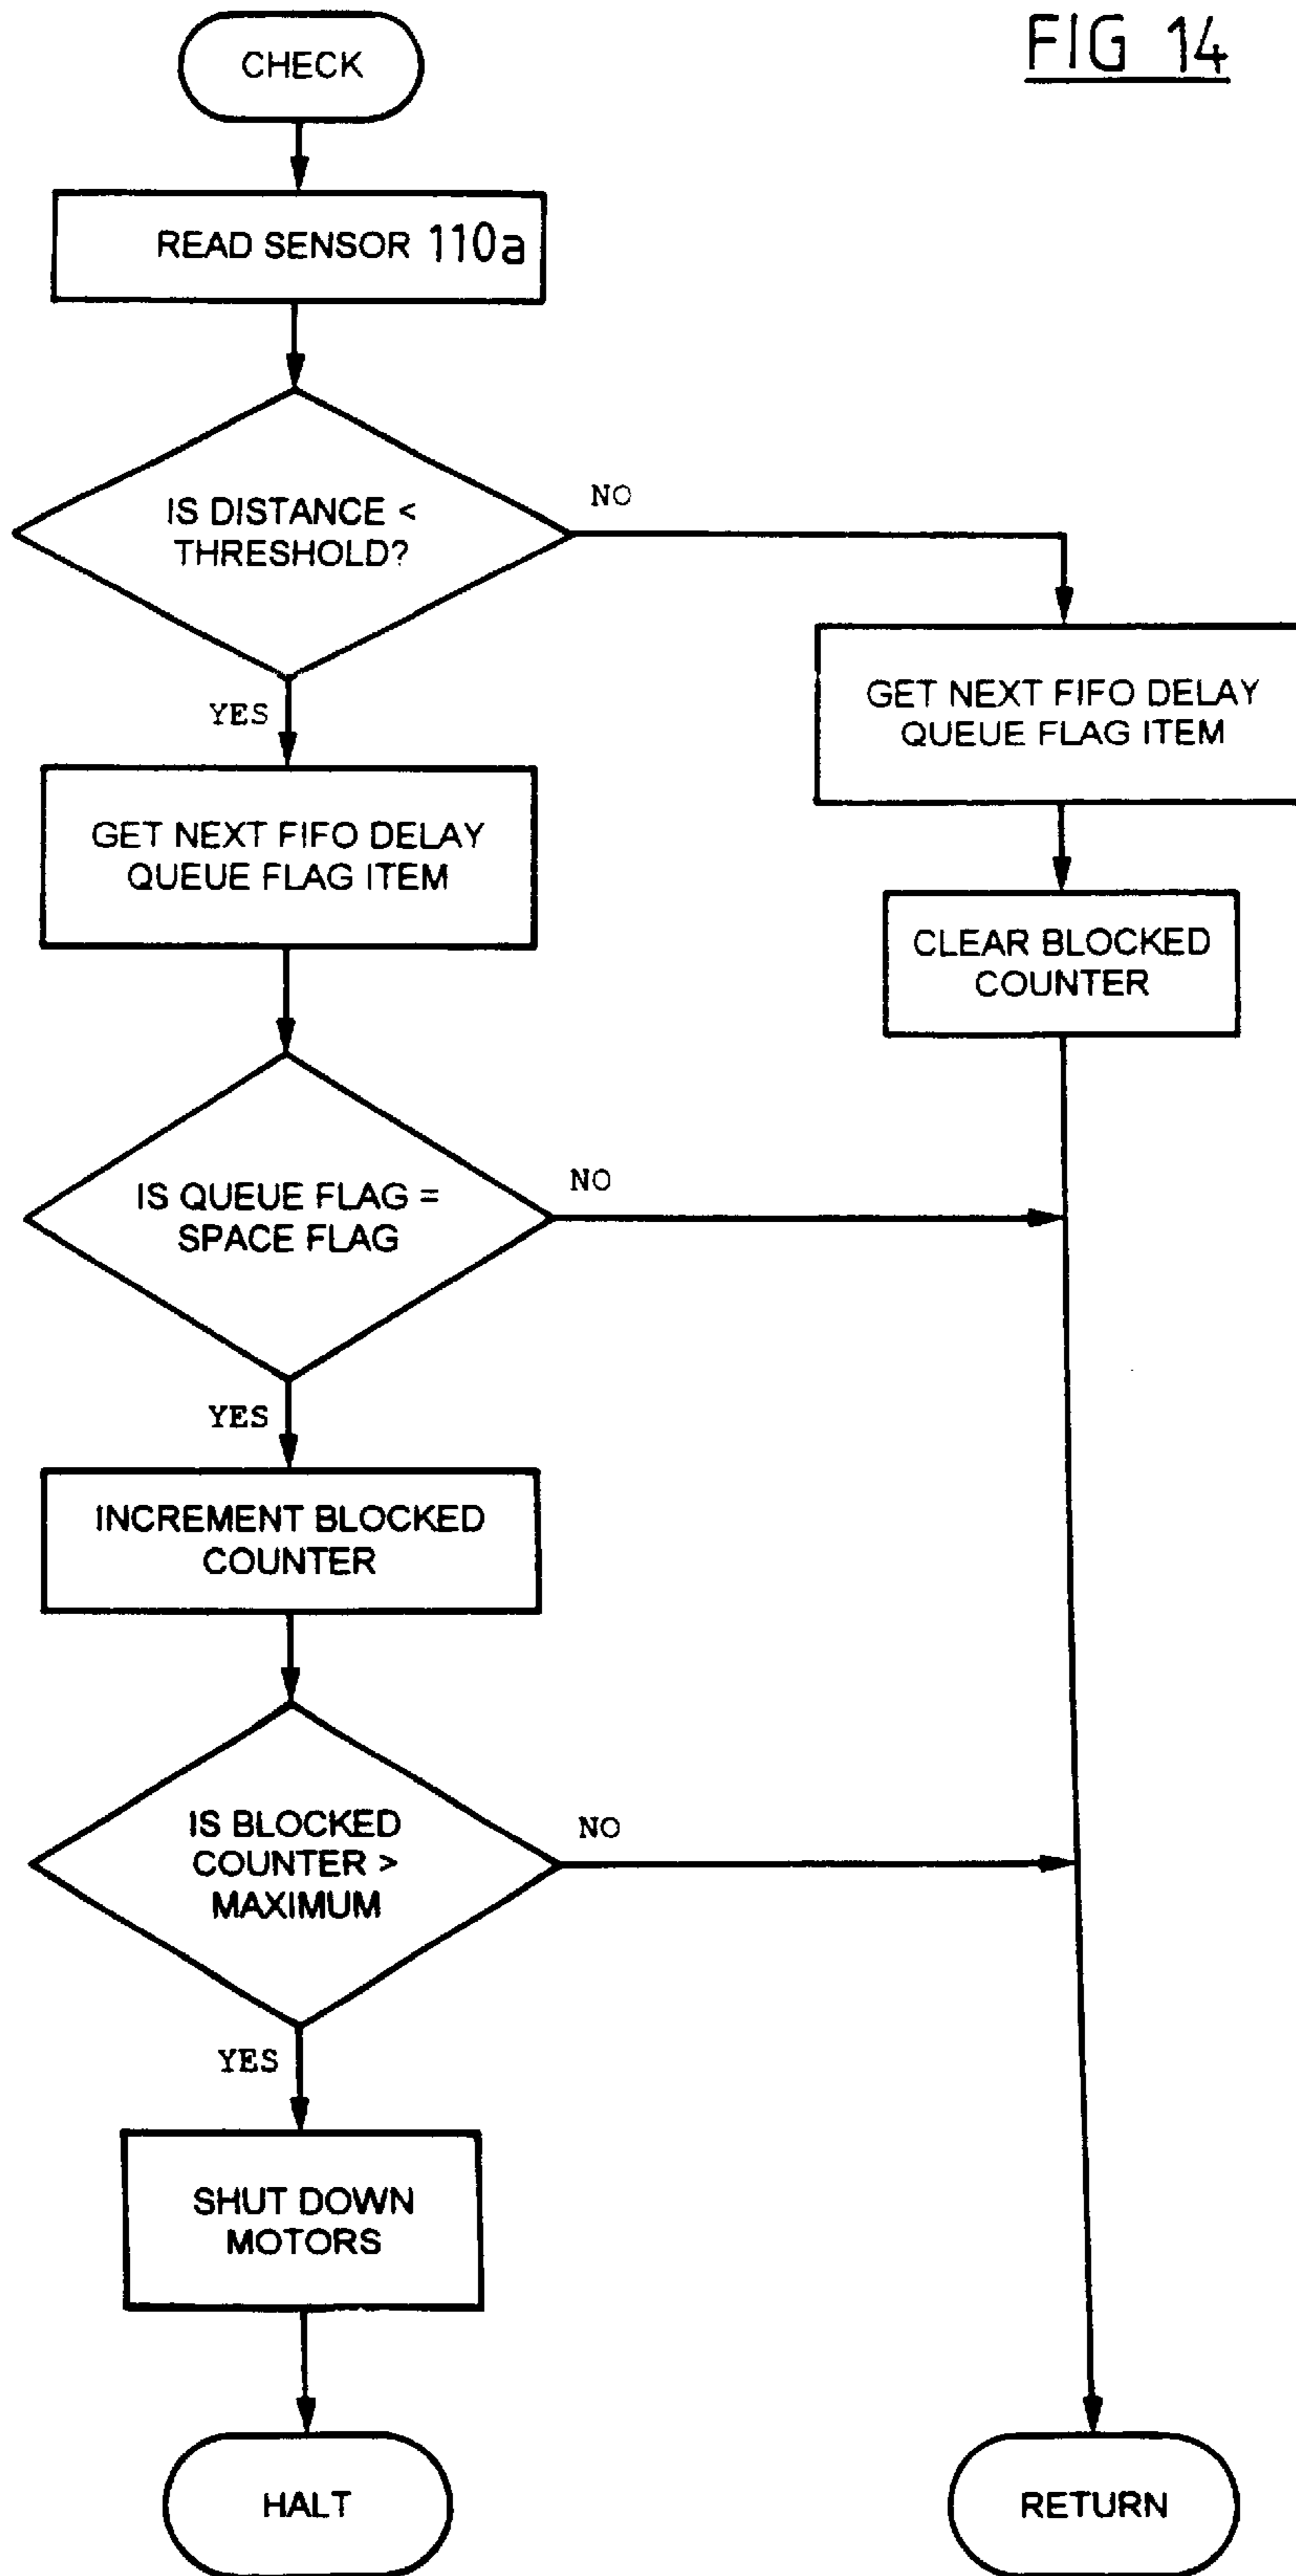 FIG 14
CHECK
READ SENSOR 110a
IS DISTANCE <
THRESHOLD?
NO
YES
GET NEXT FIFO DELAY
QUEUE FLAG ITEM
GET NEXT FIFO DELAY
QUEUE FLAG ITEM
CLEAR BLOCKED
COUNTER
IS QUEUE FLAG =
SPACE FLAG
NO
YES
INCREMENT BLOCKED
COUNTER
IS BLOCKED
COUNTER >
MAXIMUM
NO
YES
SHUT DOWN
MOTORS
HALT
RETURN